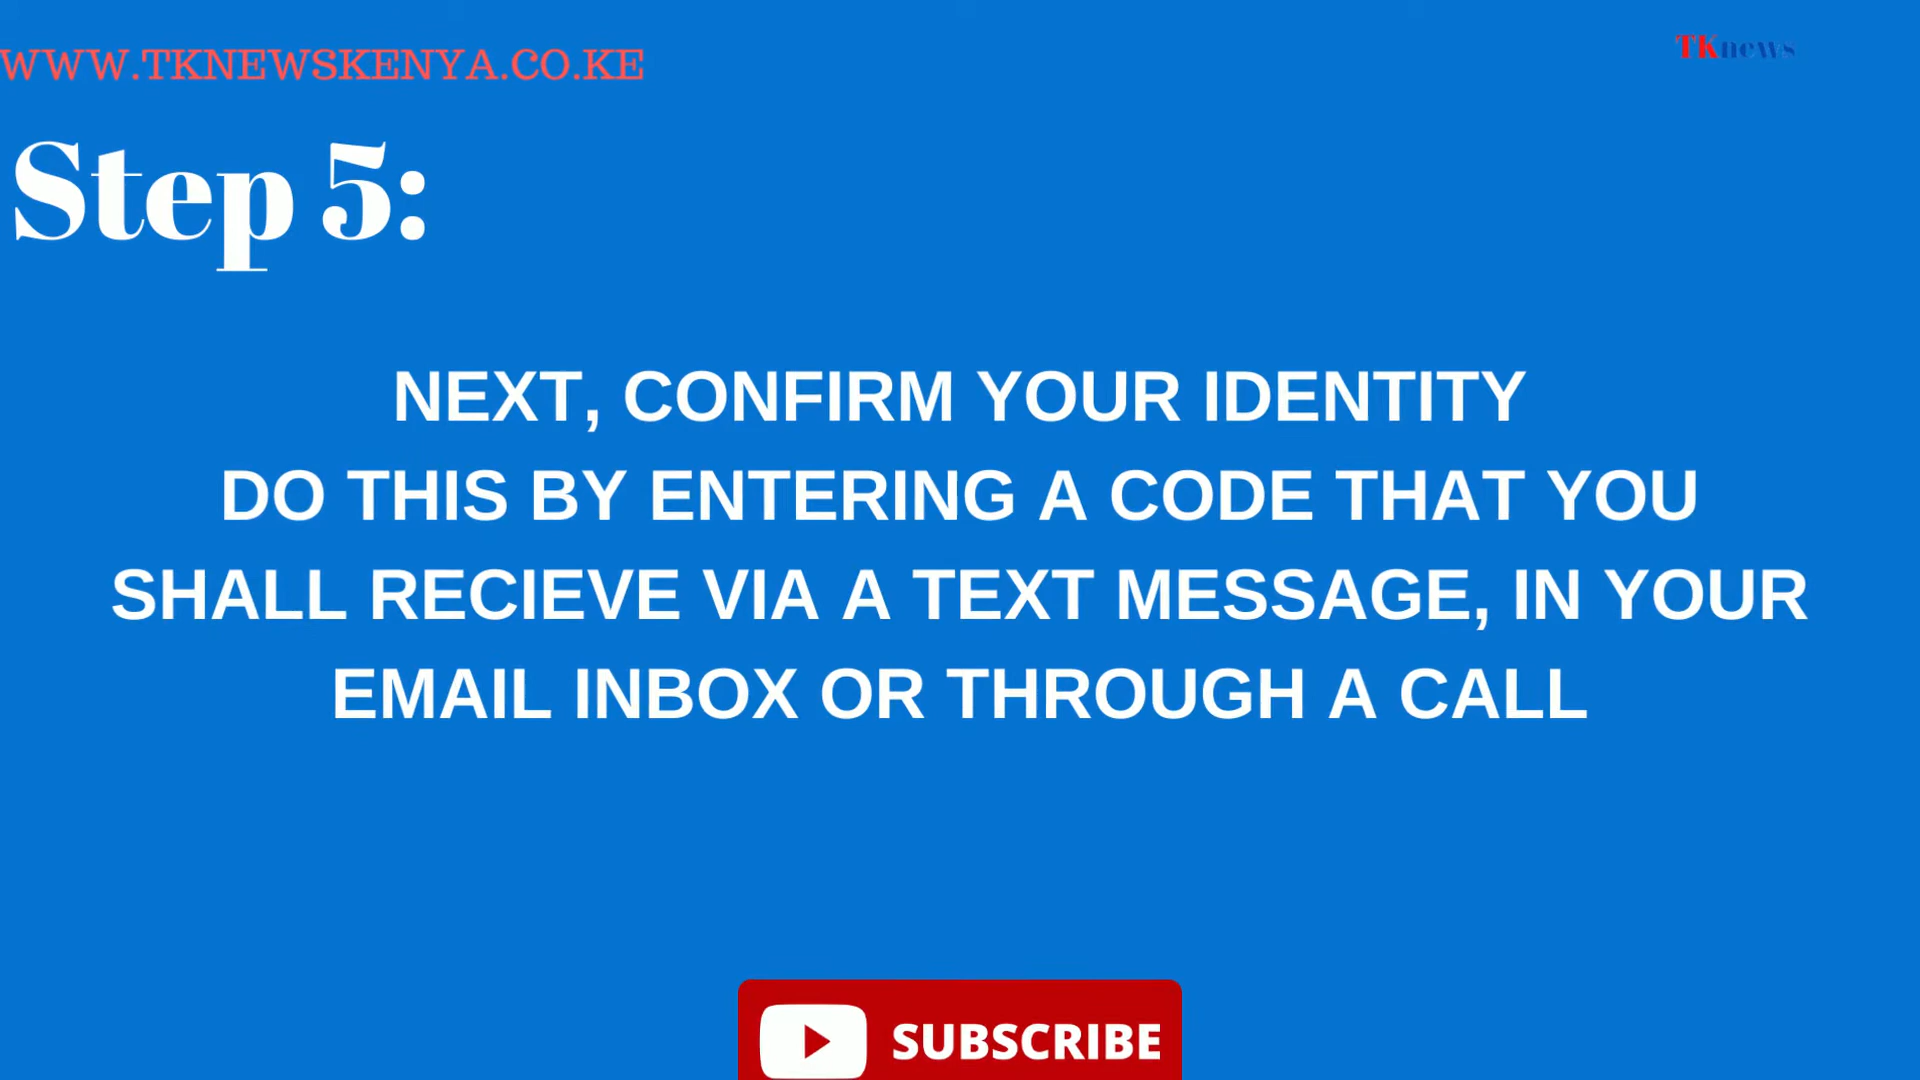 WWW.TKNEWSKENYA.CO.KE
TKnews
Step 5:
NEXT, CONFIRM YOUR IDENTITY
DO THIS BY ENTERING A CODE THAT YOU
SHALL RECIEVE VIA A TEXT MESSAGE, IN YOUR
EMAIL INBOX OR THROUGH A CALL
SUBSCRIBE